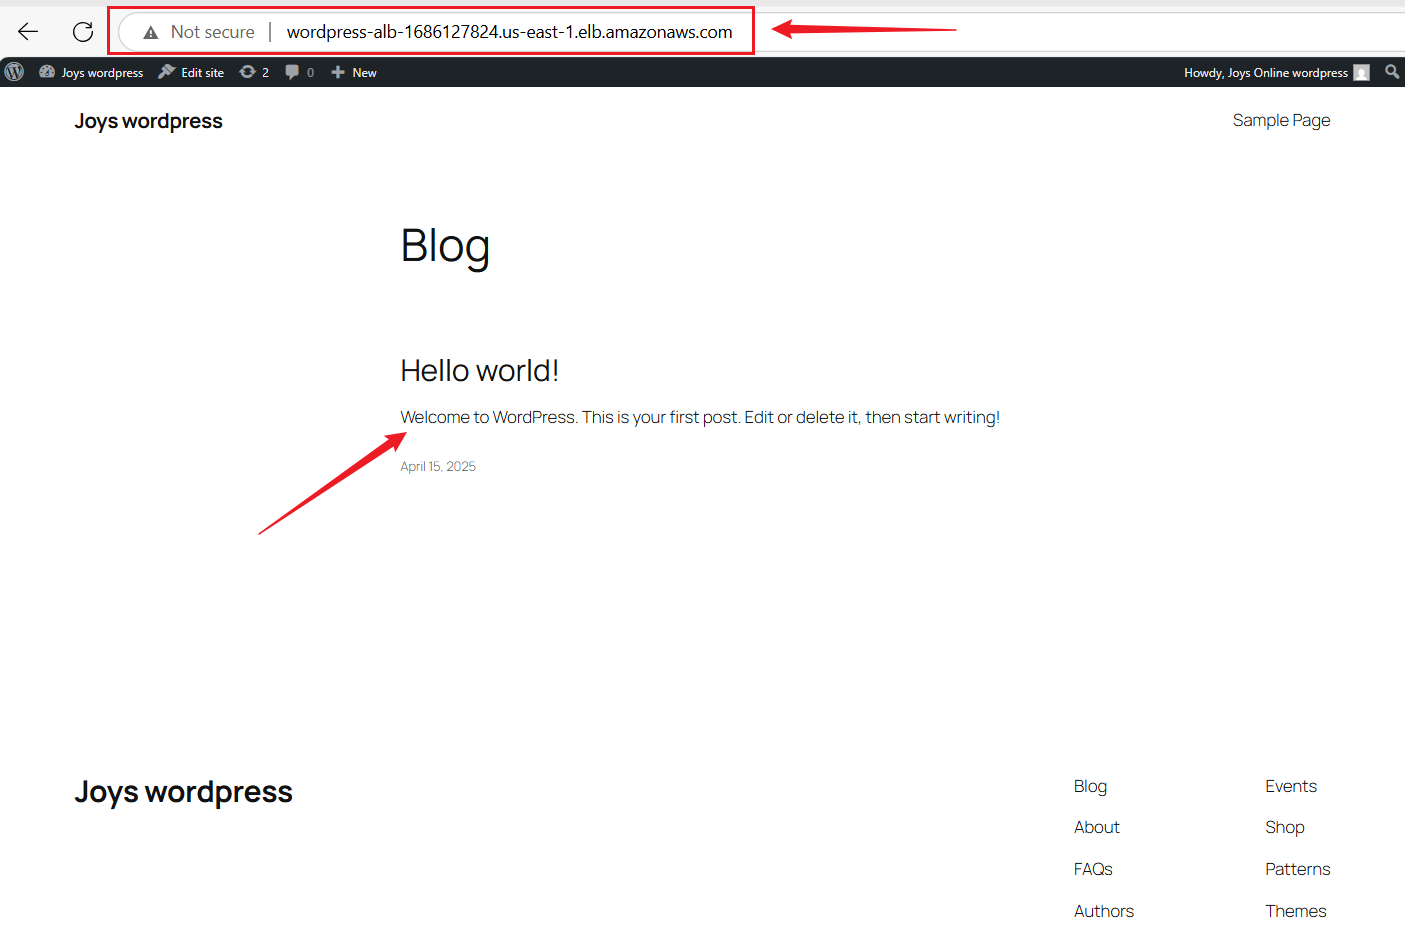 Not secure | wordpress-alb-1686127824.us-east-1.elb.amazonaws.com
Joys wordpress Edit site 2 0 New Howdy, Joys Online wordpress
Joys wordpress Sample Page
Blog
Hello world!
Welcome to WordPress. This is your first post. Edit or delete it, then start writing!
April 15, 2025
Joys wordpress
Blog Events
About Shop
FAQs Patterns
Authors Themes